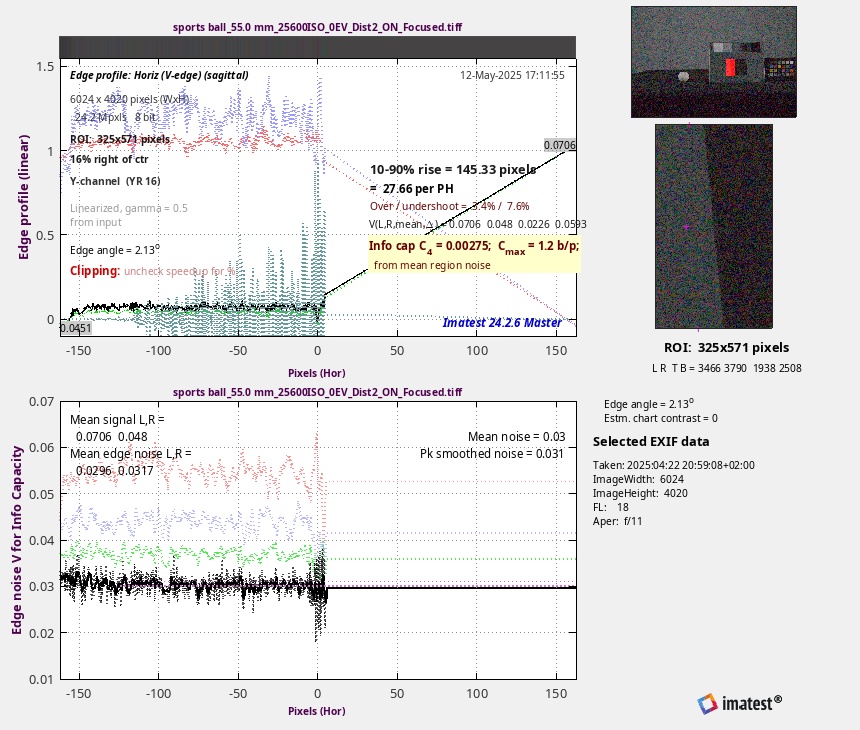 sports ball_55.0 mm_25600ISO_0EV_Dist2_ON_Focused.tiff
Edge profile: Horiz (V-edge) (sagittal)
12-May-2025 17:11:55
6024 x 4020 pixels (WxH)
24.2 Mpxls 8 bit
ROI: 325x571 pixels
16% right of ctr
Y-channel (YR 16)
Linearized, gamma = 0.5
from input
Edge angle = 2.13°
Clipping: uncheck speedup for %
0.0706
10-90% rise = 145.33 pixels
= 27.66 per PH
Over / undershoot = 3.4% / 7.6%
V(L,R,mean,△) = 0.0706 0.048 0.0226 0.0593
Info cap C4 = 0.00275; Cmax = 1.2 b/p;
from mean region noise
Imatest 24.2.6 Master
0.0451
Edge profile (linear)
1.5
1
0.5
0
-150
-100
-50
0
50
100
150
Pixels (Hor)
sports ball_55.0 mm_25600ISO_0EV_Dist2_ON_Focused.tiff
Mean signal L,R =
0.0706 0.048
Mean edge noise L,R =
0.0296 0.0317
Mean noise = 0.03
Pk smoothed noise = 0.031
Edge noise V for Info Capacity
0.07
0.06
0.05
0.04
0.03
0.02
0.01
-150
-100
-50
0
50
100
150
Pixels (Hor)
ROI: 325x571 pixels
L R T B = 3466 3790 1938 2508
Edge angle = 2.13°
Estm. chart contrast = 0
Selected EXIF data
Taken: 2025:04:22 20:59:08+02:00
ImageWidth: 6024
ImageHeight: 4020
FL: 18
Aper: f/11
imatest®